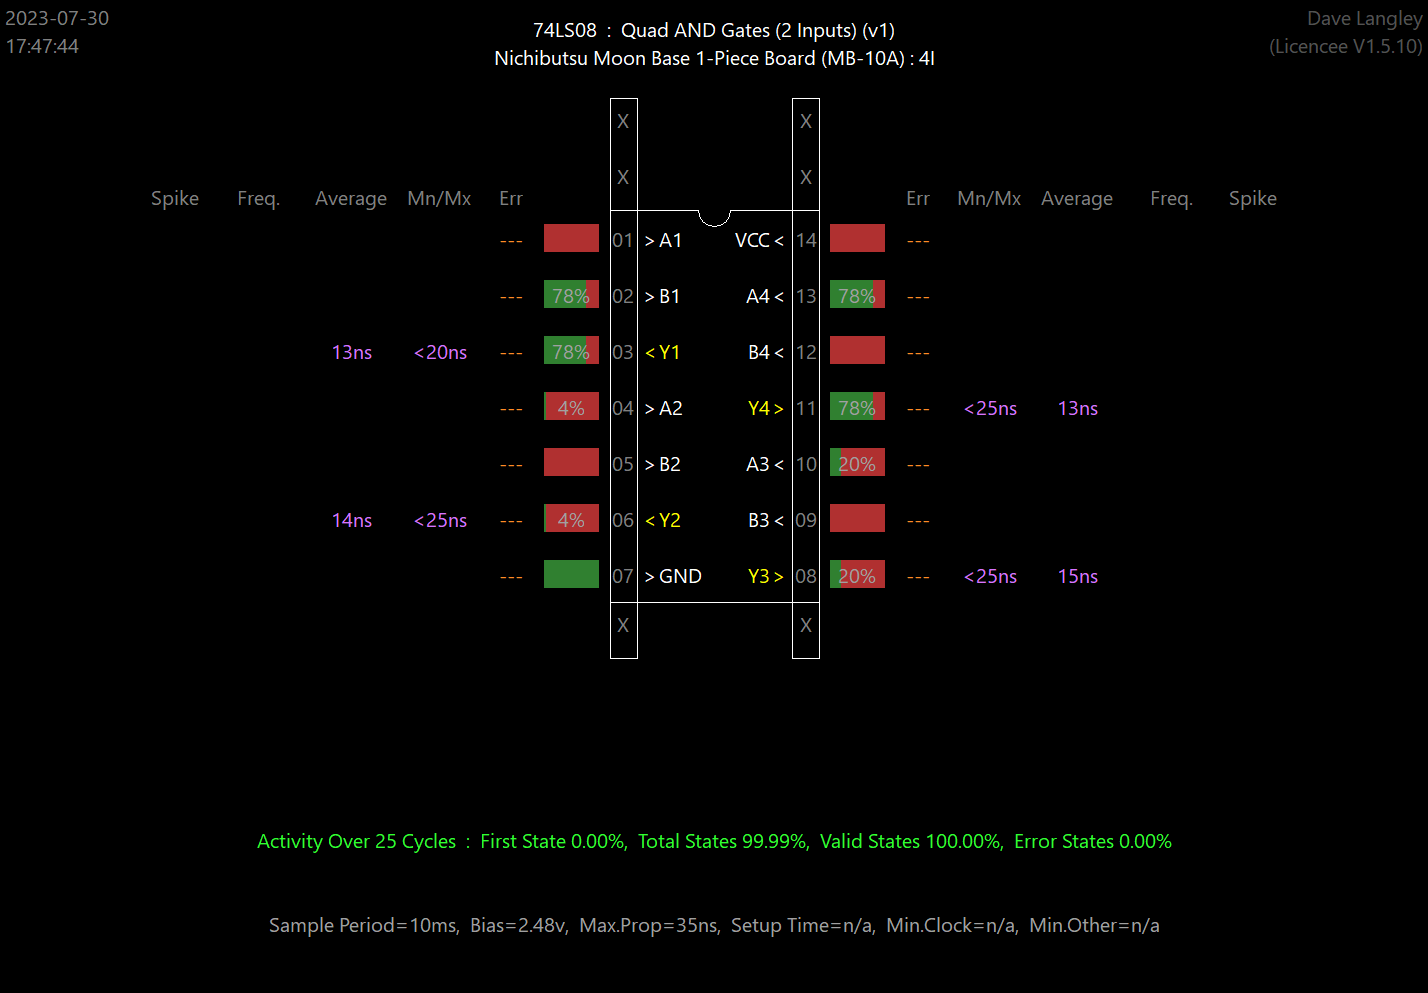 2023-07-30
17:47:44
74LS08 : Quad AND Gates (2 Inputs) (v1)
Nichibutsu Moon Base 1-Piece Board (MB-10A) : 4I
Dave Langley
(Licencee V1.5.10)
X X
X X
Spike Freq. Average Mn/Mx Err Err Mn/Mx Average Freq. Spike
--- 01 > A1 VCC < 14 ---
--- 78% 02 > B1 A4 < 13 78% ---
13ns <20ns --- 78% 03 < Y1 B4 < 12 ---
--- 4% 04 > A2 Y4 > 11 78% --- <25ns 13ns
--- 05 > B2 A3 < 10 20% ---
14ns <25ns --- 4% 06 < Y2 B3 < 09 ---
--- 07 > GND Y3 > 08 20% --- <25ns 15ns
X X
Activity Over 25 Cycles : First State 0.00%, Total States 99.99%, Valid States 100.00%, Error States 0.00%
Sample Period=10ms, Bias=2.48v, Max.Prop=35ns, Setup Time=n/a, Min.Clock=n/a, Min.Other=n/a